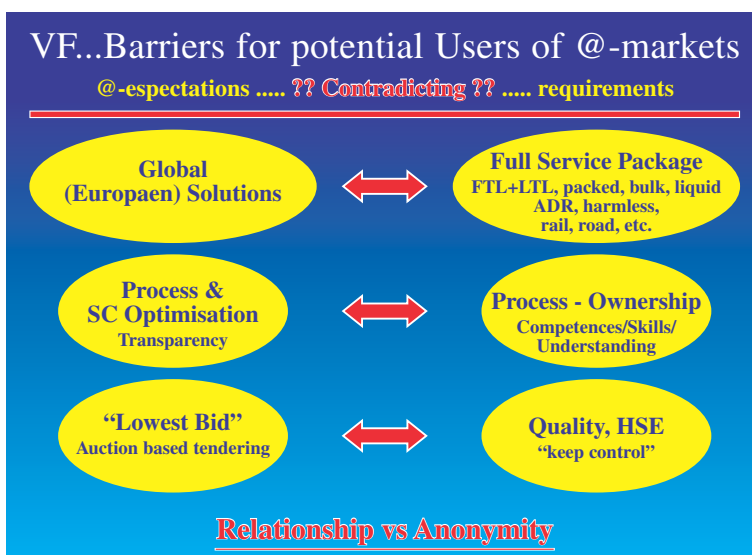 VF...Barriers for potential Users of @-markets
@-espectations ..... ?? Contradicting ?? ..... requirements
Global
(Europaen) Solutions
Full Service Package
FTL+LTL, packed, bulk, liquid
ADR, harmless,
rail, road, etc.
Process &
SC Optimisation
Transparency
Process - Ownership
Competences/Skills/
Understanding
“Lowest Bid”
Auction based tendering
Quality, HSE
“keep control”
Relationship vs Anonymity